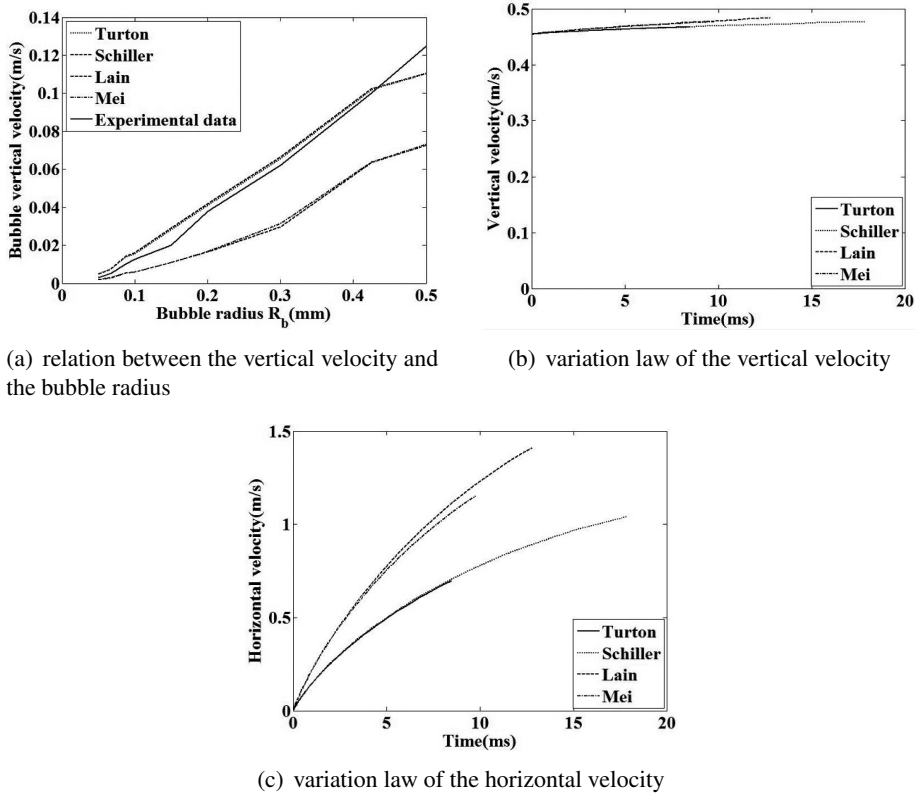 0.14
0.12
0.1
0.08
0.06
0.04
0.02
0
Bubble vertical velocity(m/s)
Turton
Schiller
Lain
Mei
Experimental data
0 0.1 0.2 0.3 0.4 0.5
Bubble radius R_b(mm)
(a) relation between the vertical velocity and
the bubble radius
0.5
0.4
0.3
0.2
0.1
0
Vertical velocity(m/s)
Turton
Schiller
Lain
Mei
0 5 10 15 20
Time(ms)
(b) variation law of the vertical velocity
1.5
1
0.5
0
Horizontal velocity(m/s)
Turton
Schiller
Lain
Mei
0 5 10 15 20
Time(ms)
(c) variation law of the horizontal velocity